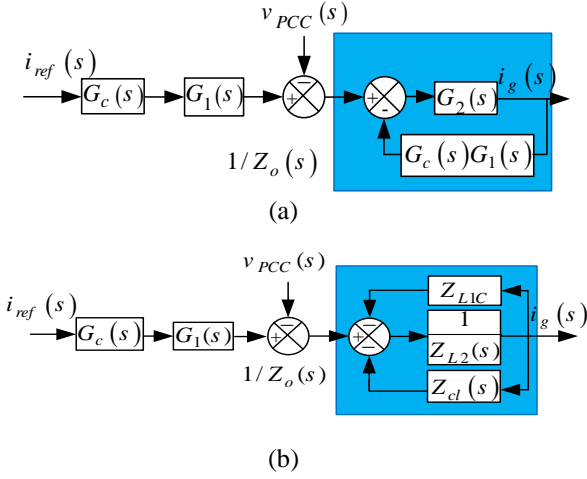 v_PCC(s)
i_ref(s)
−
i_g(s)
G_c(s)
G_1(s)
+
+
G_2(s)
-
G_c(s)G_1(s)
1/Z_o(s)
(a)
v_PCC(s)
Z_L1C
i_ref(s)
−
−
1
i_g(s)
G_c(s)
G_1(s)
+
+
Z_L2(s)
−
1/Z_o(s)
Z_cl(s)
(b)